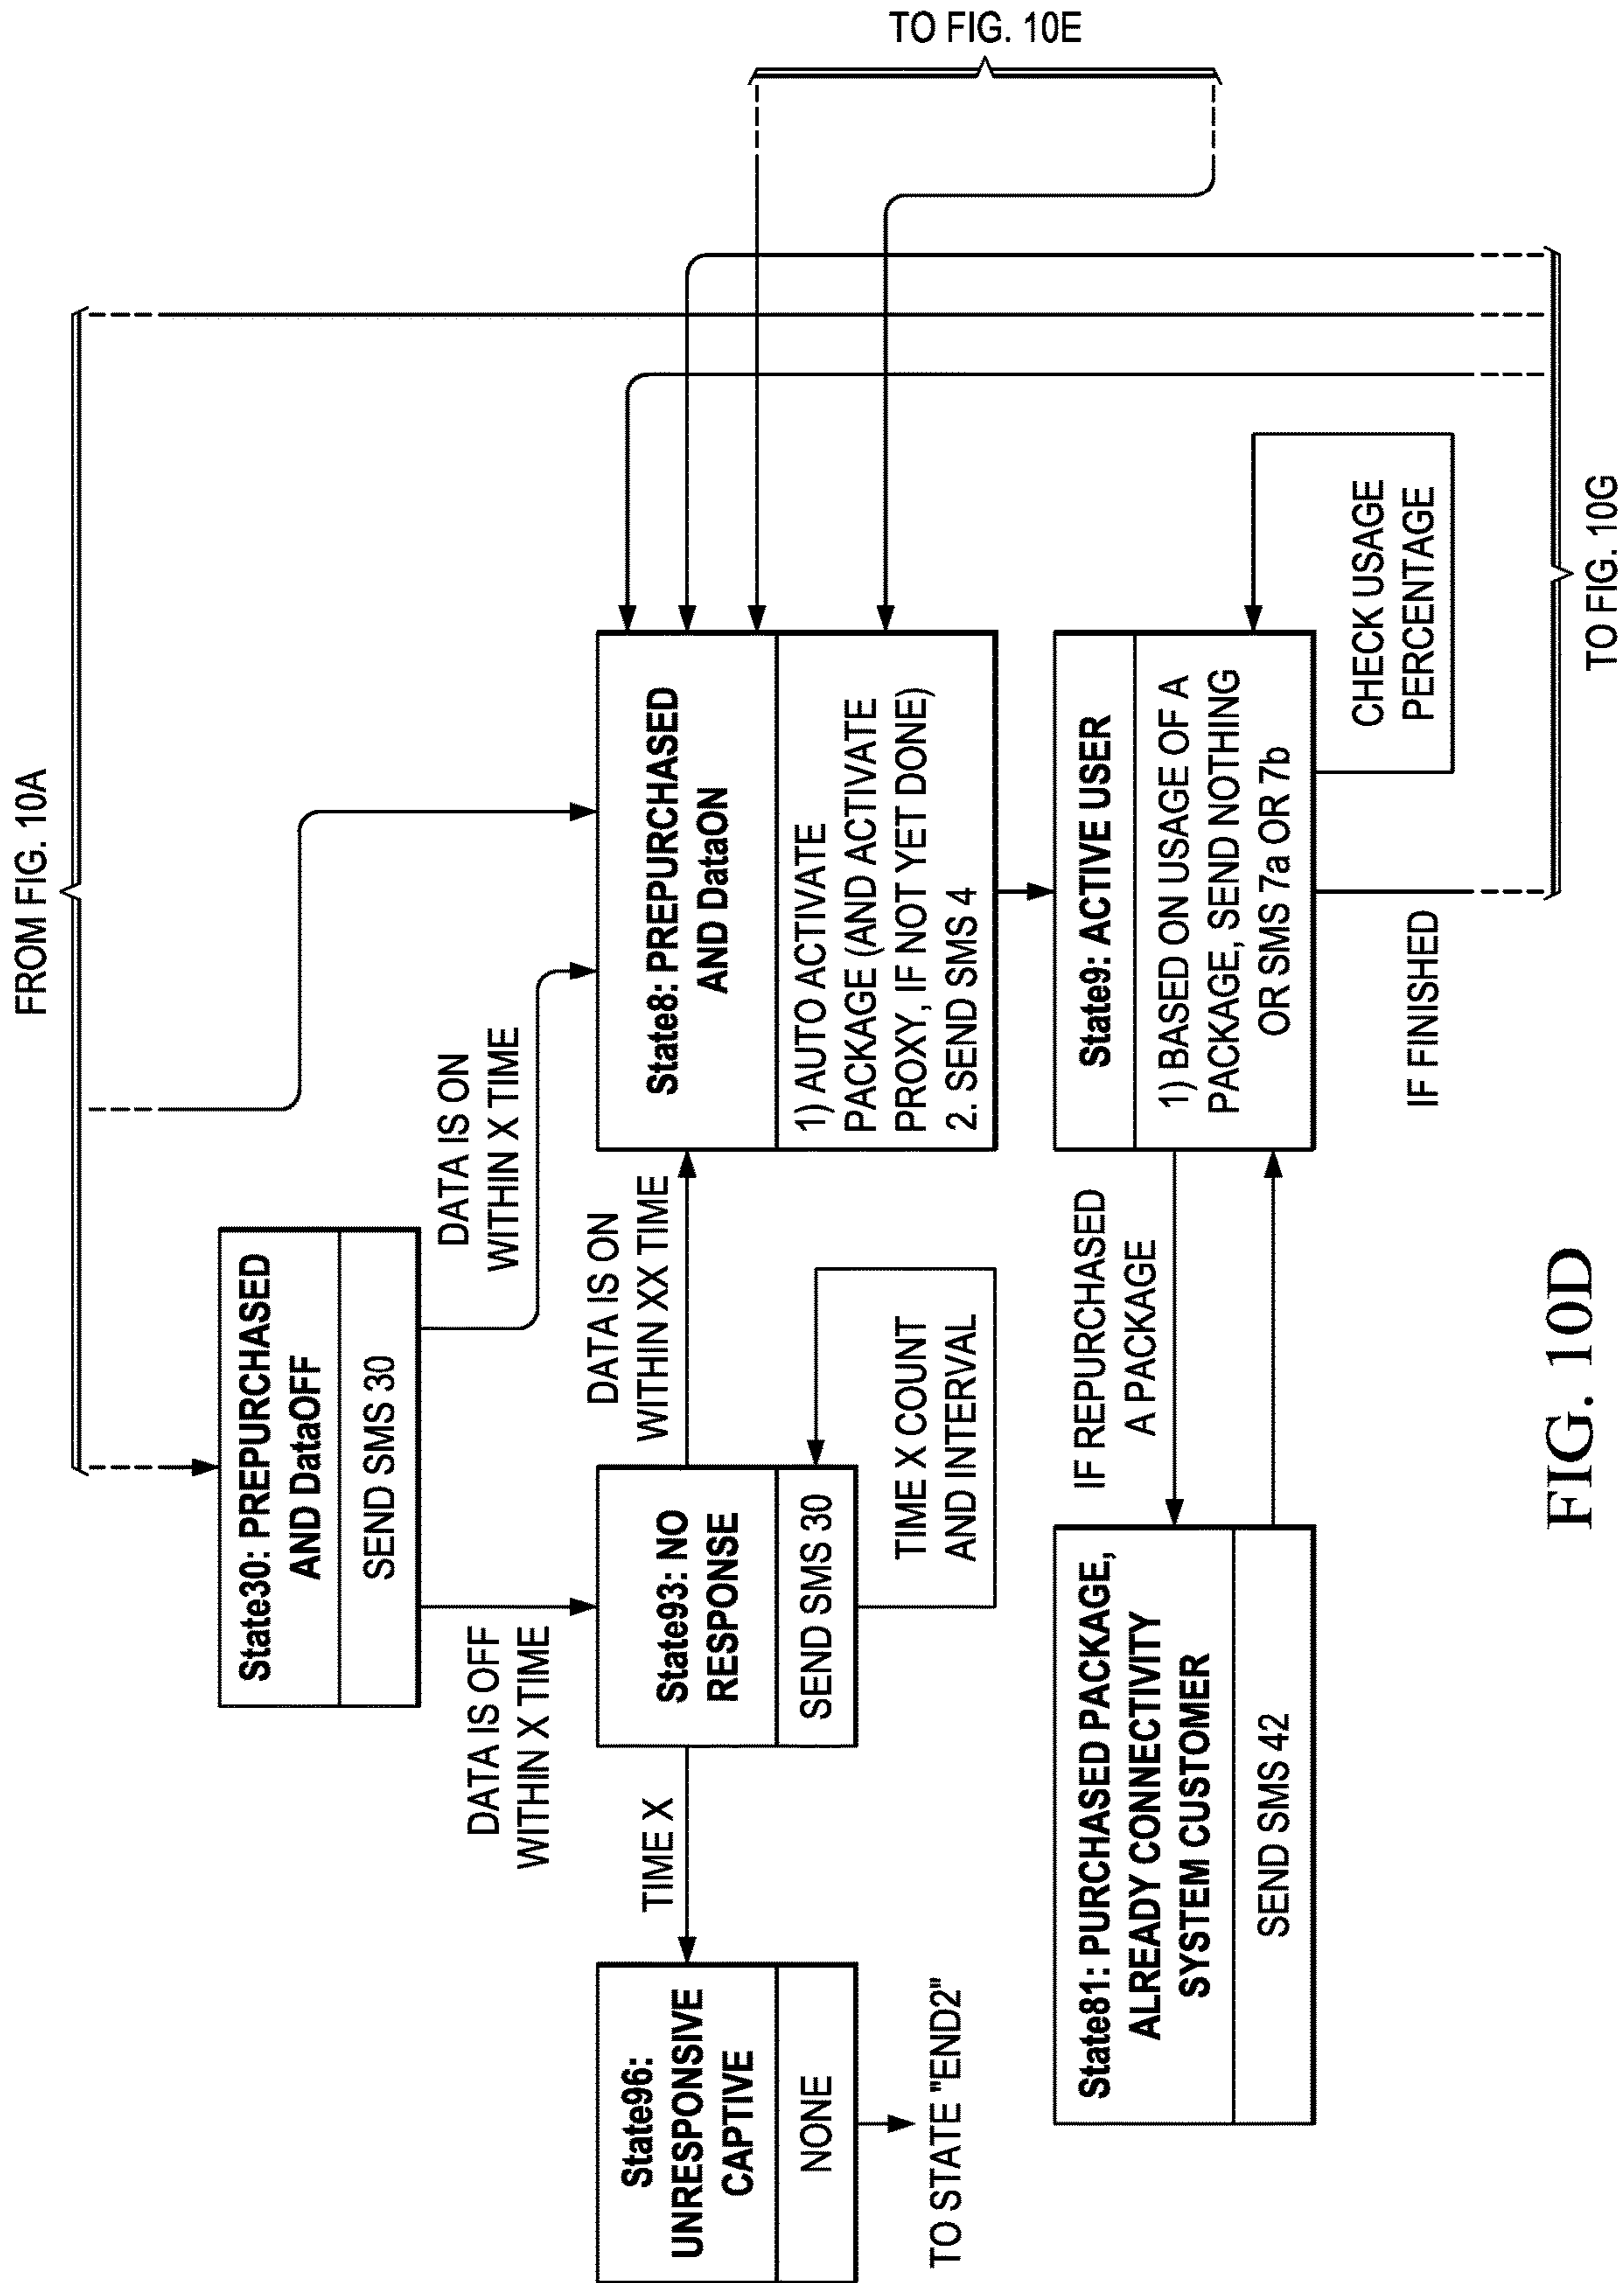 FROM FIG. 10A
State30: PREPURCHASED
AND DataOFF
SEND SMS 30
DATA IS OFF
WITHIN X TIME
DATA IS ON
WITHIN X TIME
State96:
UNRESPONSIVE
CAPTIVE
NONE
TO STATE "END2"
TIME X
State93: NO
RESPONSE
SEND SMS 30
TIME X COUNT
AND INTERVAL
DATA IS ON
WITHIN XX TIME
State8: PREPURCHASED
AND DataON
1) AUTO ACTIVATE
PACKAGE (AND ACTIVATE
PROXY, IF NOT YET DONE)
2. SEND SMS 4
TO FIG. 10E
State81: PURCHASED PACKAGE,
ALREADY CONNECTIVITY
SYSTEM CUSTOMER
SEND SMS 42
IF REPURCHASED
A PACKAGE
State9: ACTIVE USER
1) BASED ON USAGE OF A
PACKAGE, SEND NOTHING
OR SMS 7a OR 7b
CHECK USAGE
PERCENTAGE
IF FINISHED
TO FIG. 10G
FIG. 10D